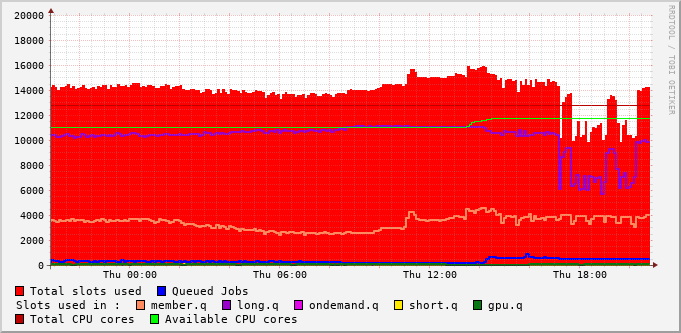 RRDTOOL / TOBI OETIKER
20000
18000
16000
14000
12000
10000
8000
6000
4000
2000
0
Thu 00:00 Thu 06:00 Thu 12:00 Thu 18:00
Total slots used Queued Jobs
Slots used in : member.q long.q ondemand.q short.q gpu.q
Total CPU cores Available CPU cores